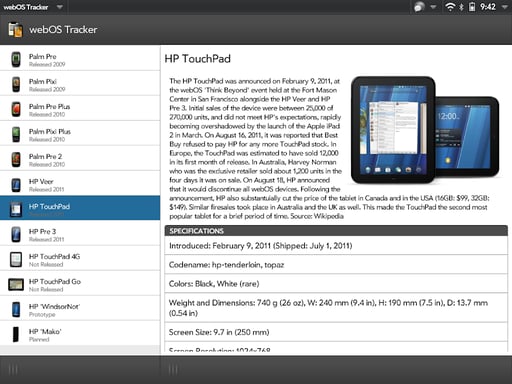 webOS Tracker
9:42
webOS Tracker
Palm Pre
Released 2009
Palm Pixi
Released 2009
Palm Pre Plus
Released 2010
Palm Pixi Plus
Released 2010
Palm Pre 2
Released 2010
HP Veer
Released 2011
HP TouchPad
Released 2011
HP Pre 3
Released 2011
HP TouchPad 4G
Not Released
HP TouchPad Go
Not Released
HP 'WindsorNot'
Prototype
HP 'Mako'
Planned
HP TouchPad
The HP TouchPad was announced on February 9, 2011, at
the webOS 'Think Beyond' event held at the Fort Mason
Center in San Francisco alongside the HP Veer and HP
Pre 3. Initial sales of the device were between 25,000 of
270,000 units, and did not meet HP's expectations, rapidly
becoming overshadowed by the launch of the Apple iPad
2 in March. On August 16, 2011, it was reported that Best
Buy refused to pay HP for any more TouchPad stock. In
Europe, the TouchPad was estimated to have sold 12,000
in its first month of release. In Australia, Harvey Norman
who was the exclusive retailer sold about 1,200 units in the
four days it was on sale. On August 18, HP announced
that it would discontinue all webOS devices. Following the
announcement, HP also substantially cut the price of the tablet in Canada and in the USA (16GB: $99, 32GB:
$149). Similar firesales took place in Australia and the UK as well. This made the TouchPad the second most
popular tablet for a brief period of time. Source: Wikipedia
SPECIFICATIONS
Introduced: February 9, 2011 (Shipped: July 1, 2011)
Codename: hp-tenderloin, topaz
Colors: Black, White (rare)
Weight and Dimensions: 740 g (26 oz), W: 240 mm (9.4 in), H: 190 mm (7.5 in), D: 13.7 mm
(0.54 in)
Screen Size: 9.7 in (250 mm)
Screen Resolution: 1024x768